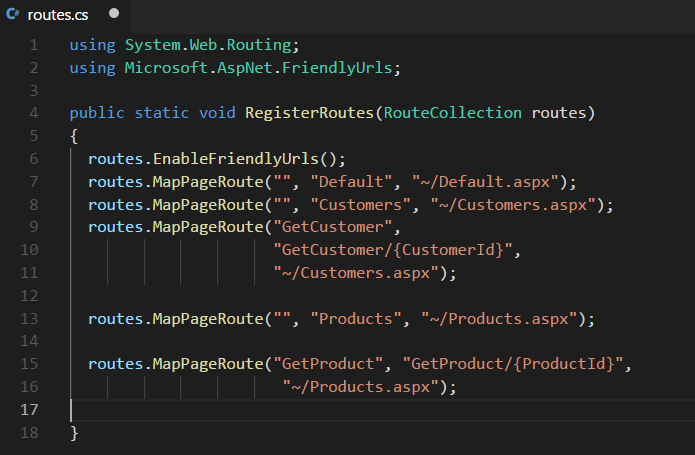 C# routes.cs
1 using System.Web.Routing;
2 using Microsoft.AspNet.FriendlyUrls;
3
4 public static void RegisterRoutes(RouteCollection routes)
5 {
6 routes.EnableFriendlyUrls();
7 routes.MapPageRoute("", "Default", "~/Default.aspx");
8 routes.MapPageRoute("", "Customers", "~/Customers.aspx");
9 routes.MapPageRoute("GetCustomer",
10 "GetCustomer/{CustomerId}",
11 "~/Customers.aspx");
12
13 routes.MapPageRoute("", "Products", "~/Products.aspx");
14
15 routes.MapPageRoute("GetProduct", "GetProduct/{ProductId}",
16 "~/Products.aspx");
17
18 }